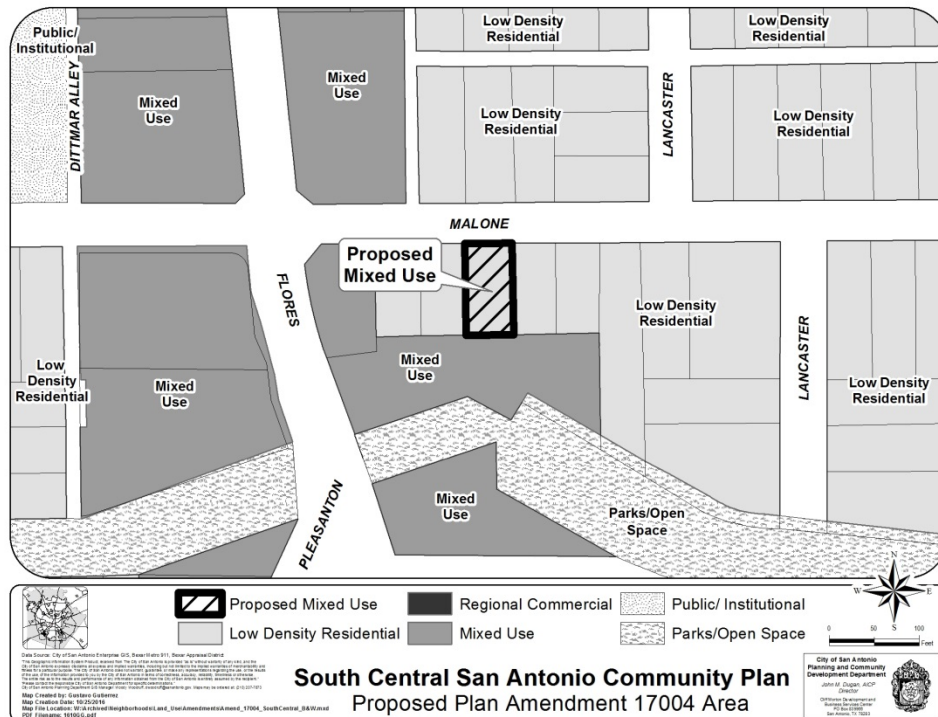 Public/
Institutional
DITTMAR ALLEY
Mixed
Use
Mixed
Use
Low Density
Residential
Low Density
Residential
Low Density
Residential
LANCASTER
Low Density
Residential
MALONE
Proposed
Mixed Use
FLORES
Low
Density
Residential
Mixed
Use
Mixed
Use
Low Density
Residential
LANCASTER
Low Density
Residential
PLEASANTON
Mixed
Use
Parks/Open
Space
N
W E
S
Proposed Mixed Use
Regional Commercial
Public/ Institutional
Low Density Residential
Mixed Use
Parks/Open Space
Feet
Data Source: City of San Antonio Enterprise GIS, Bexar Metro 911, Bexar Appraisal District
Map Created by: Gustavo Gutierrez
Map Creation Date: 10/25/2016
PDF Filename: 1610GG.pdf
South Central San Antonio Community Plan
Proposed Plan Amendment 17004 Area
City of San Antonio
Planning and Community
Development Department
John M. Dugan, AICP
Director